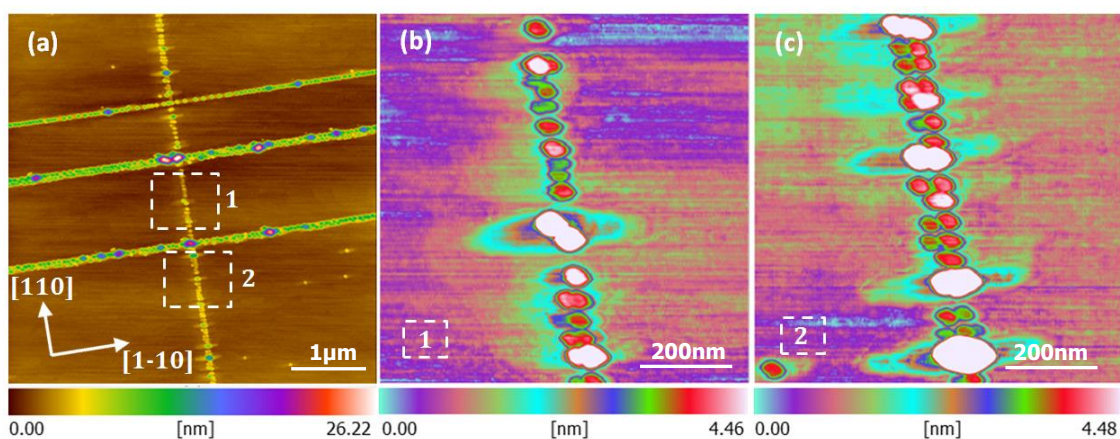 (a)
1
2
[110]
[1-10]
1μm
0.00 [nm] 26.22
(b)
1
200nm
0.00 [nm] 4.46
(c)
2
200nm
0.00 [nm] 4.48